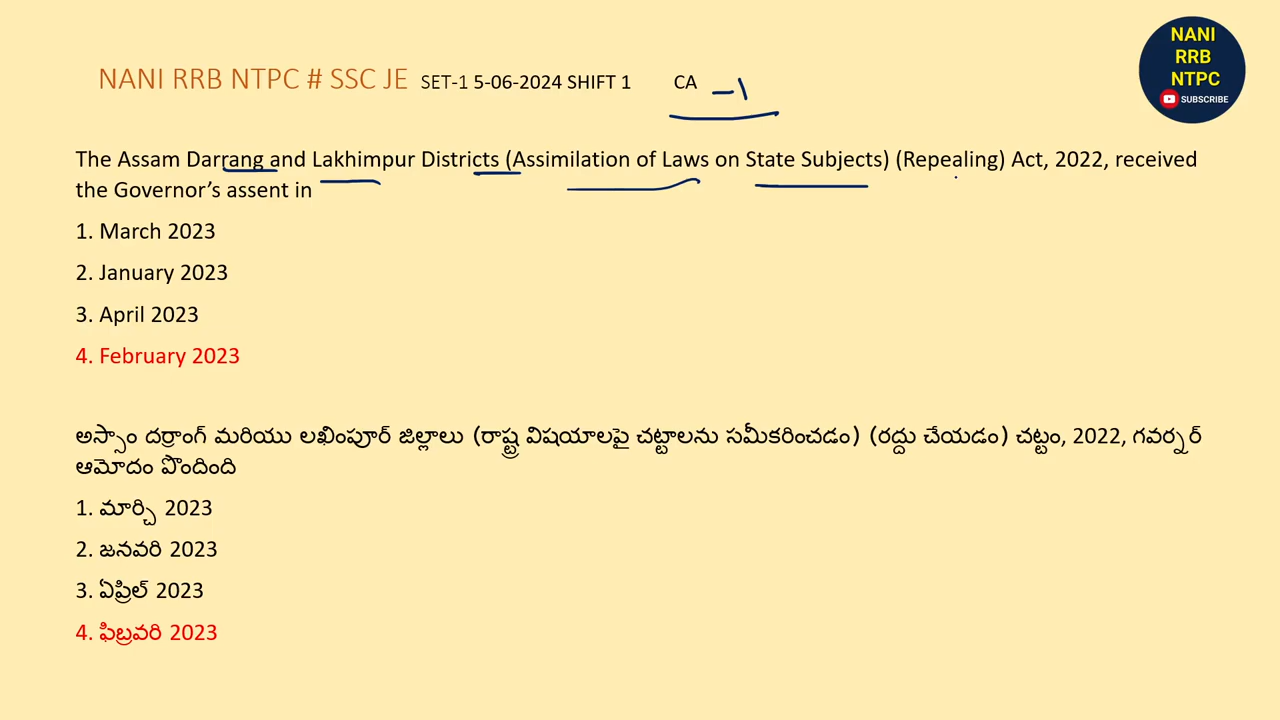 NANI RRB NTPC # SSC JE SET-1 5-06-2024 SHIFT 1 CA -1
NANI
RRB
NTPC
SUBSCRIBE
The Assam Darrang and Lakhimpur Districts (Assimilation of Laws on State Subjects) (Repealing) Act, 2022, received
the Governor’s assent in
1. March 2023
2. January 2023
3. April 2023
4. February 2023
అస్సాం దర్రాంగ్ మరియు లఖింపూర్ జిల్లాలు (రాష్ట్ర విషయాలపై చట్టాలను సమీకరించడం) (రద్దు చేయడం) చట్టం, 2022, గవర్నర్
ఆమోదం పొందింది
1. మార్చి 2023
2. జనవరి 2023
3. ఏప్రిల్ 2023
4. ఫిబ్రవరి 2023